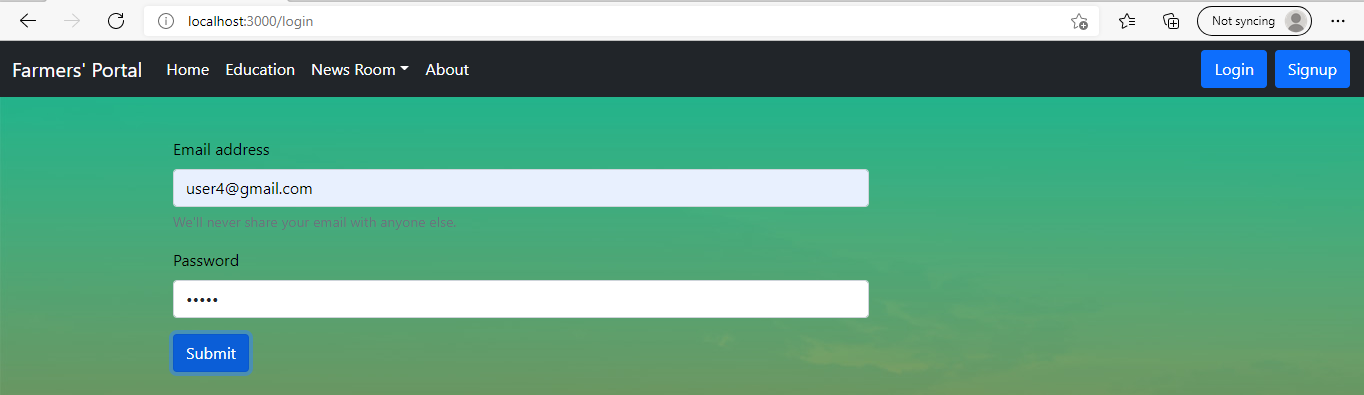 localhost:3000/login
Not syncing
Farmers' Portal Home Education News Room About Login Signup
Email address
user4@gmail.com
We'll never share your email with anyone else.
Password
•••••
Submit